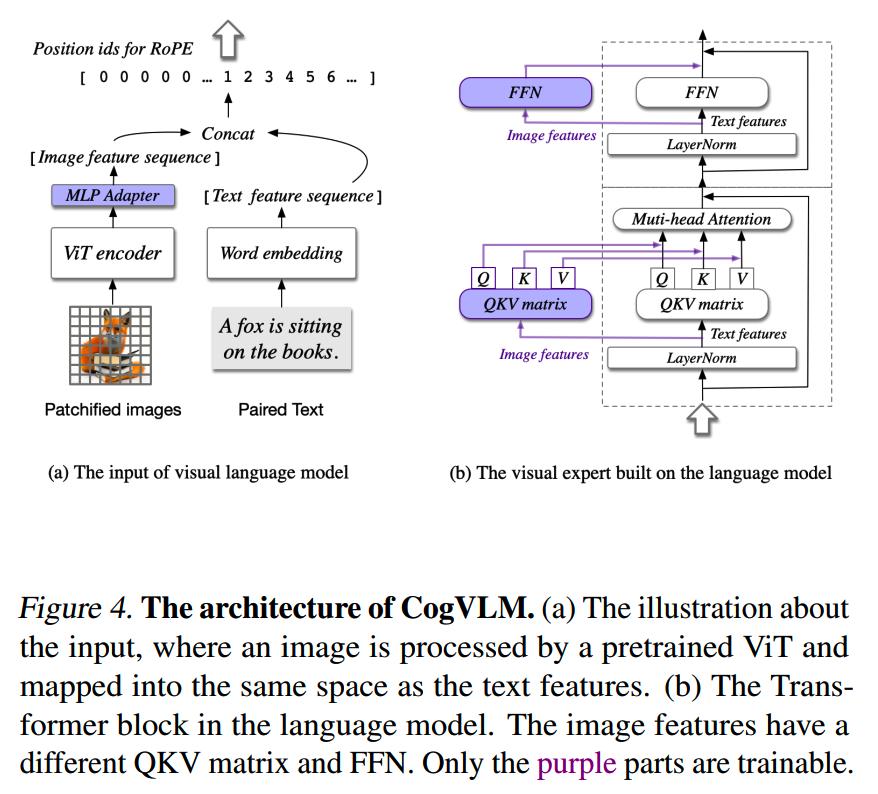 Position ids for RoPE
[ 0 0 0 0 0 ... 1 2 3 4 5 6 ... ]
Concat
[Image feature sequence]
MLP Adapter
[Text feature sequence]
ViT encoder
Word embedding
A fox is sitting
on the books.
Patchified images
Paired Text
(a) The input of visual language model
FFN
FFN
Image features
Text features
LayerNorm
Muti-head Attention
Q K V
Q K V
QKV matrix
QKV matrix
Image features
Text features
LayerNorm
(b) The visual expert built on the language model
Figure 4. The architecture of CogVLM. (a) The illustration about
the input, where an image is processed by a pretrained ViT and
mapped into the same space as the text features. (b) The Trans-
former block in the language model. The image features have a
different QKV matrix and FFN. Only the purple parts are trainable.